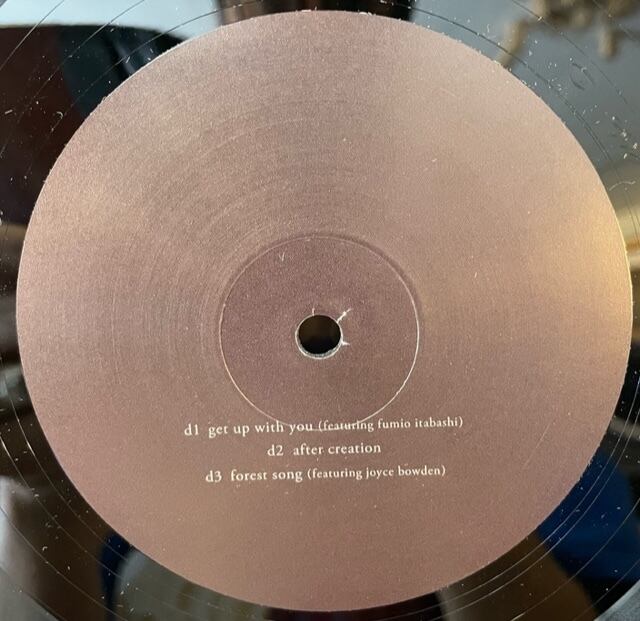 d1 get up with you (featuring fumio itabashi)
d2 after creation
d3 forest song (featuring joyce bowden)